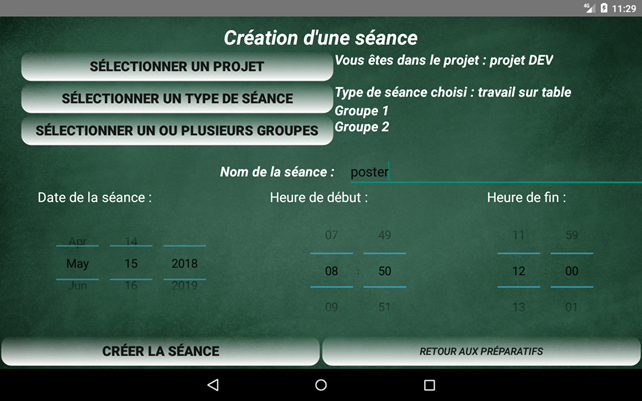 4G 11:29
Création d'une séance
SÉLECTIONNER UN PROJET
Vous êtes dans le projet : projet DEV
SÉLECTIONNER UN TYPE DE SÉANCE
Type de séance choisi : travail sur table
SÉLECTIONNER UN OU PLUSIEURS GROUPES
Groupe 1
Groupe 2
Nom de la séance : poster
Date de la séance : Heure de début : Heure de fin :
07 49 11 59
Apr 14
May 15 2018 08 : 50 12 : 00
Jun 16 2019
09 51 13 01
CRÉER LA SÉANCE RETOUR AUX PRÉPARATIFS